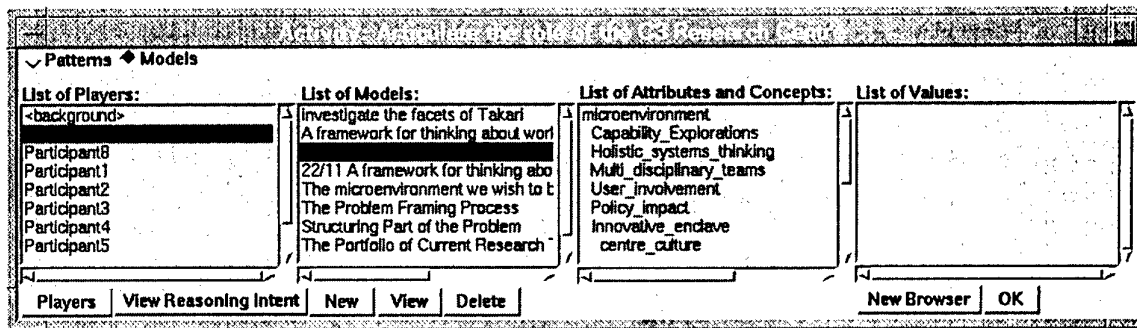 Activity: Articulate the role of the C3 Research Centre
Patterns Models
List of Players:
<background>
Participant8
Participant1
Participant2
Participant3
Participant4
Participant5
List of Models:
Investigate the facets of Takari
A framework for thinking about worl
22/11 A framework for thinking abo
The microenvironment we wish to b
The Problem Framing Process
Structuring Part of the Problem
The Portfolio of Current Research
List of Attributes and Concepts:
microenvironment
Capability_Explorations
Holistic_systems_thinking
Multi_disciplinary_teams
User_involvement
Policy_impact
Innovative_enclave
centre_culture
List of Values:
Players
View Reasoning Intent
New
View
Delete
New Browser
OK